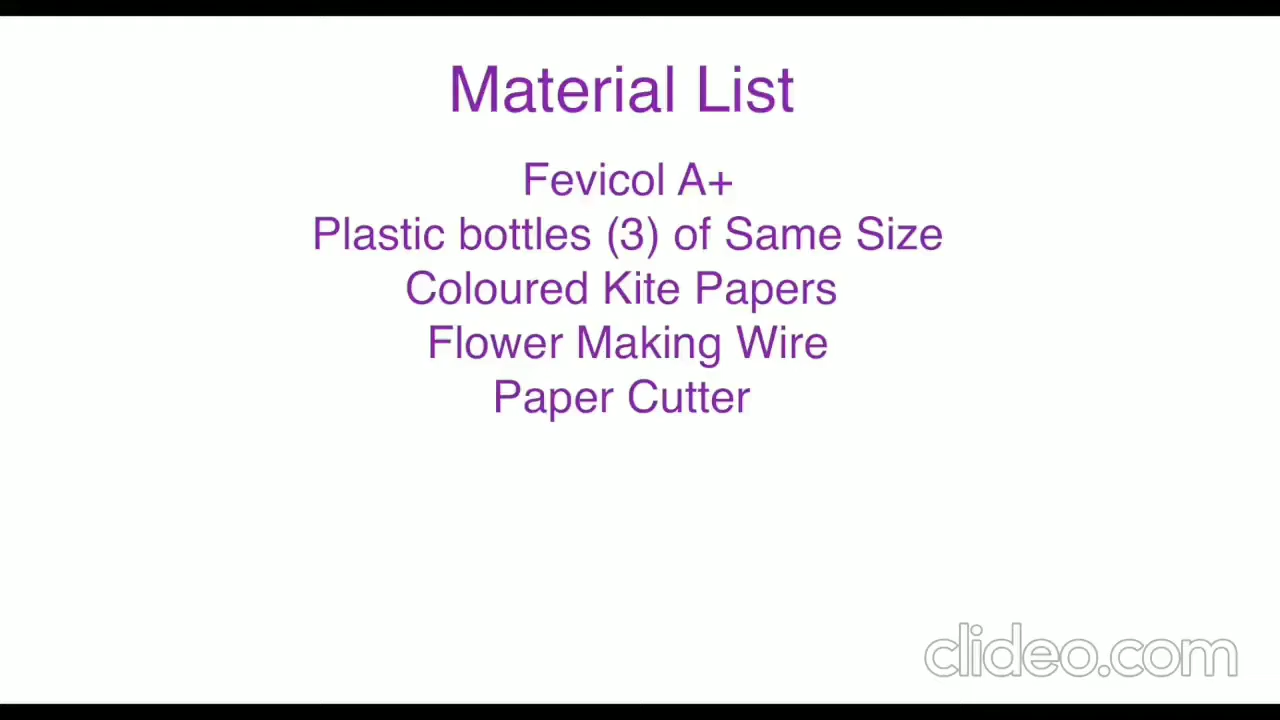 Material List
Fevicol A+
Plastic bottles (3) of Same Size
Coloured Kite Papers
Flower Making Wire
Paper Cutter
clideo.com